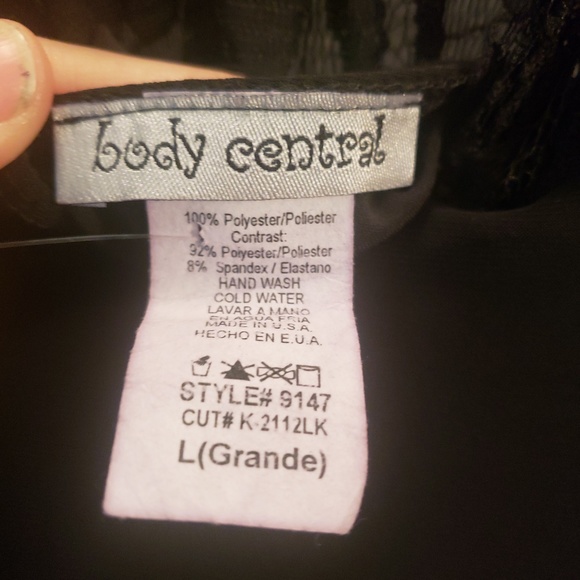 body central
100% Polyester/Poliester
Contrast:
92% Polyester/Poliester
8% Spandex / Elastano
HAND WASH
COLD WATER
LAVAR A MANO
EN AGUA FRIA
MADE IN U.S.A.
HECHO EN E.U.A.
STYLE# 9147
CUT# K-2112LK
L(Grande)